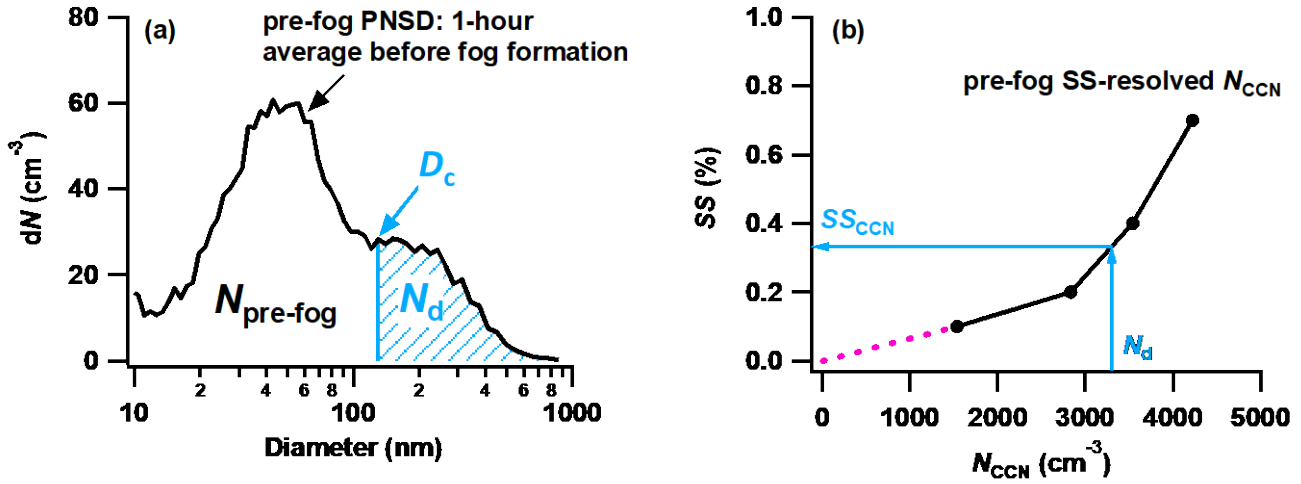 (a)
pre-fog PNSD: 1-hour
average before fog formation
80
60
40
20
0
dN (cm-3)
Dc
Npre-fog
Nd
10
2
4
6
8
100
2
4
6
8
1000
Diameter (nm)
(b)
pre-fog SS-resolved NCCN
1.0
0.8
0.6
0.4
0.2
0.0
SS (%)
SSCCN
Nd
0
1000
2000
3000
4000
5000
NCCN (cm-3)